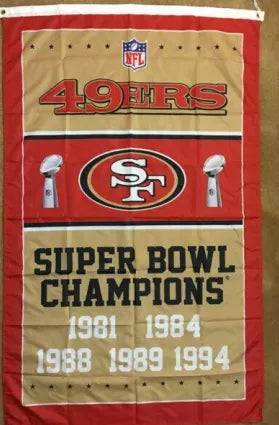 NFL
49ERS
SF
SUPER BOWL
CHAMPIONS
1981 1984
1988 1989 1994